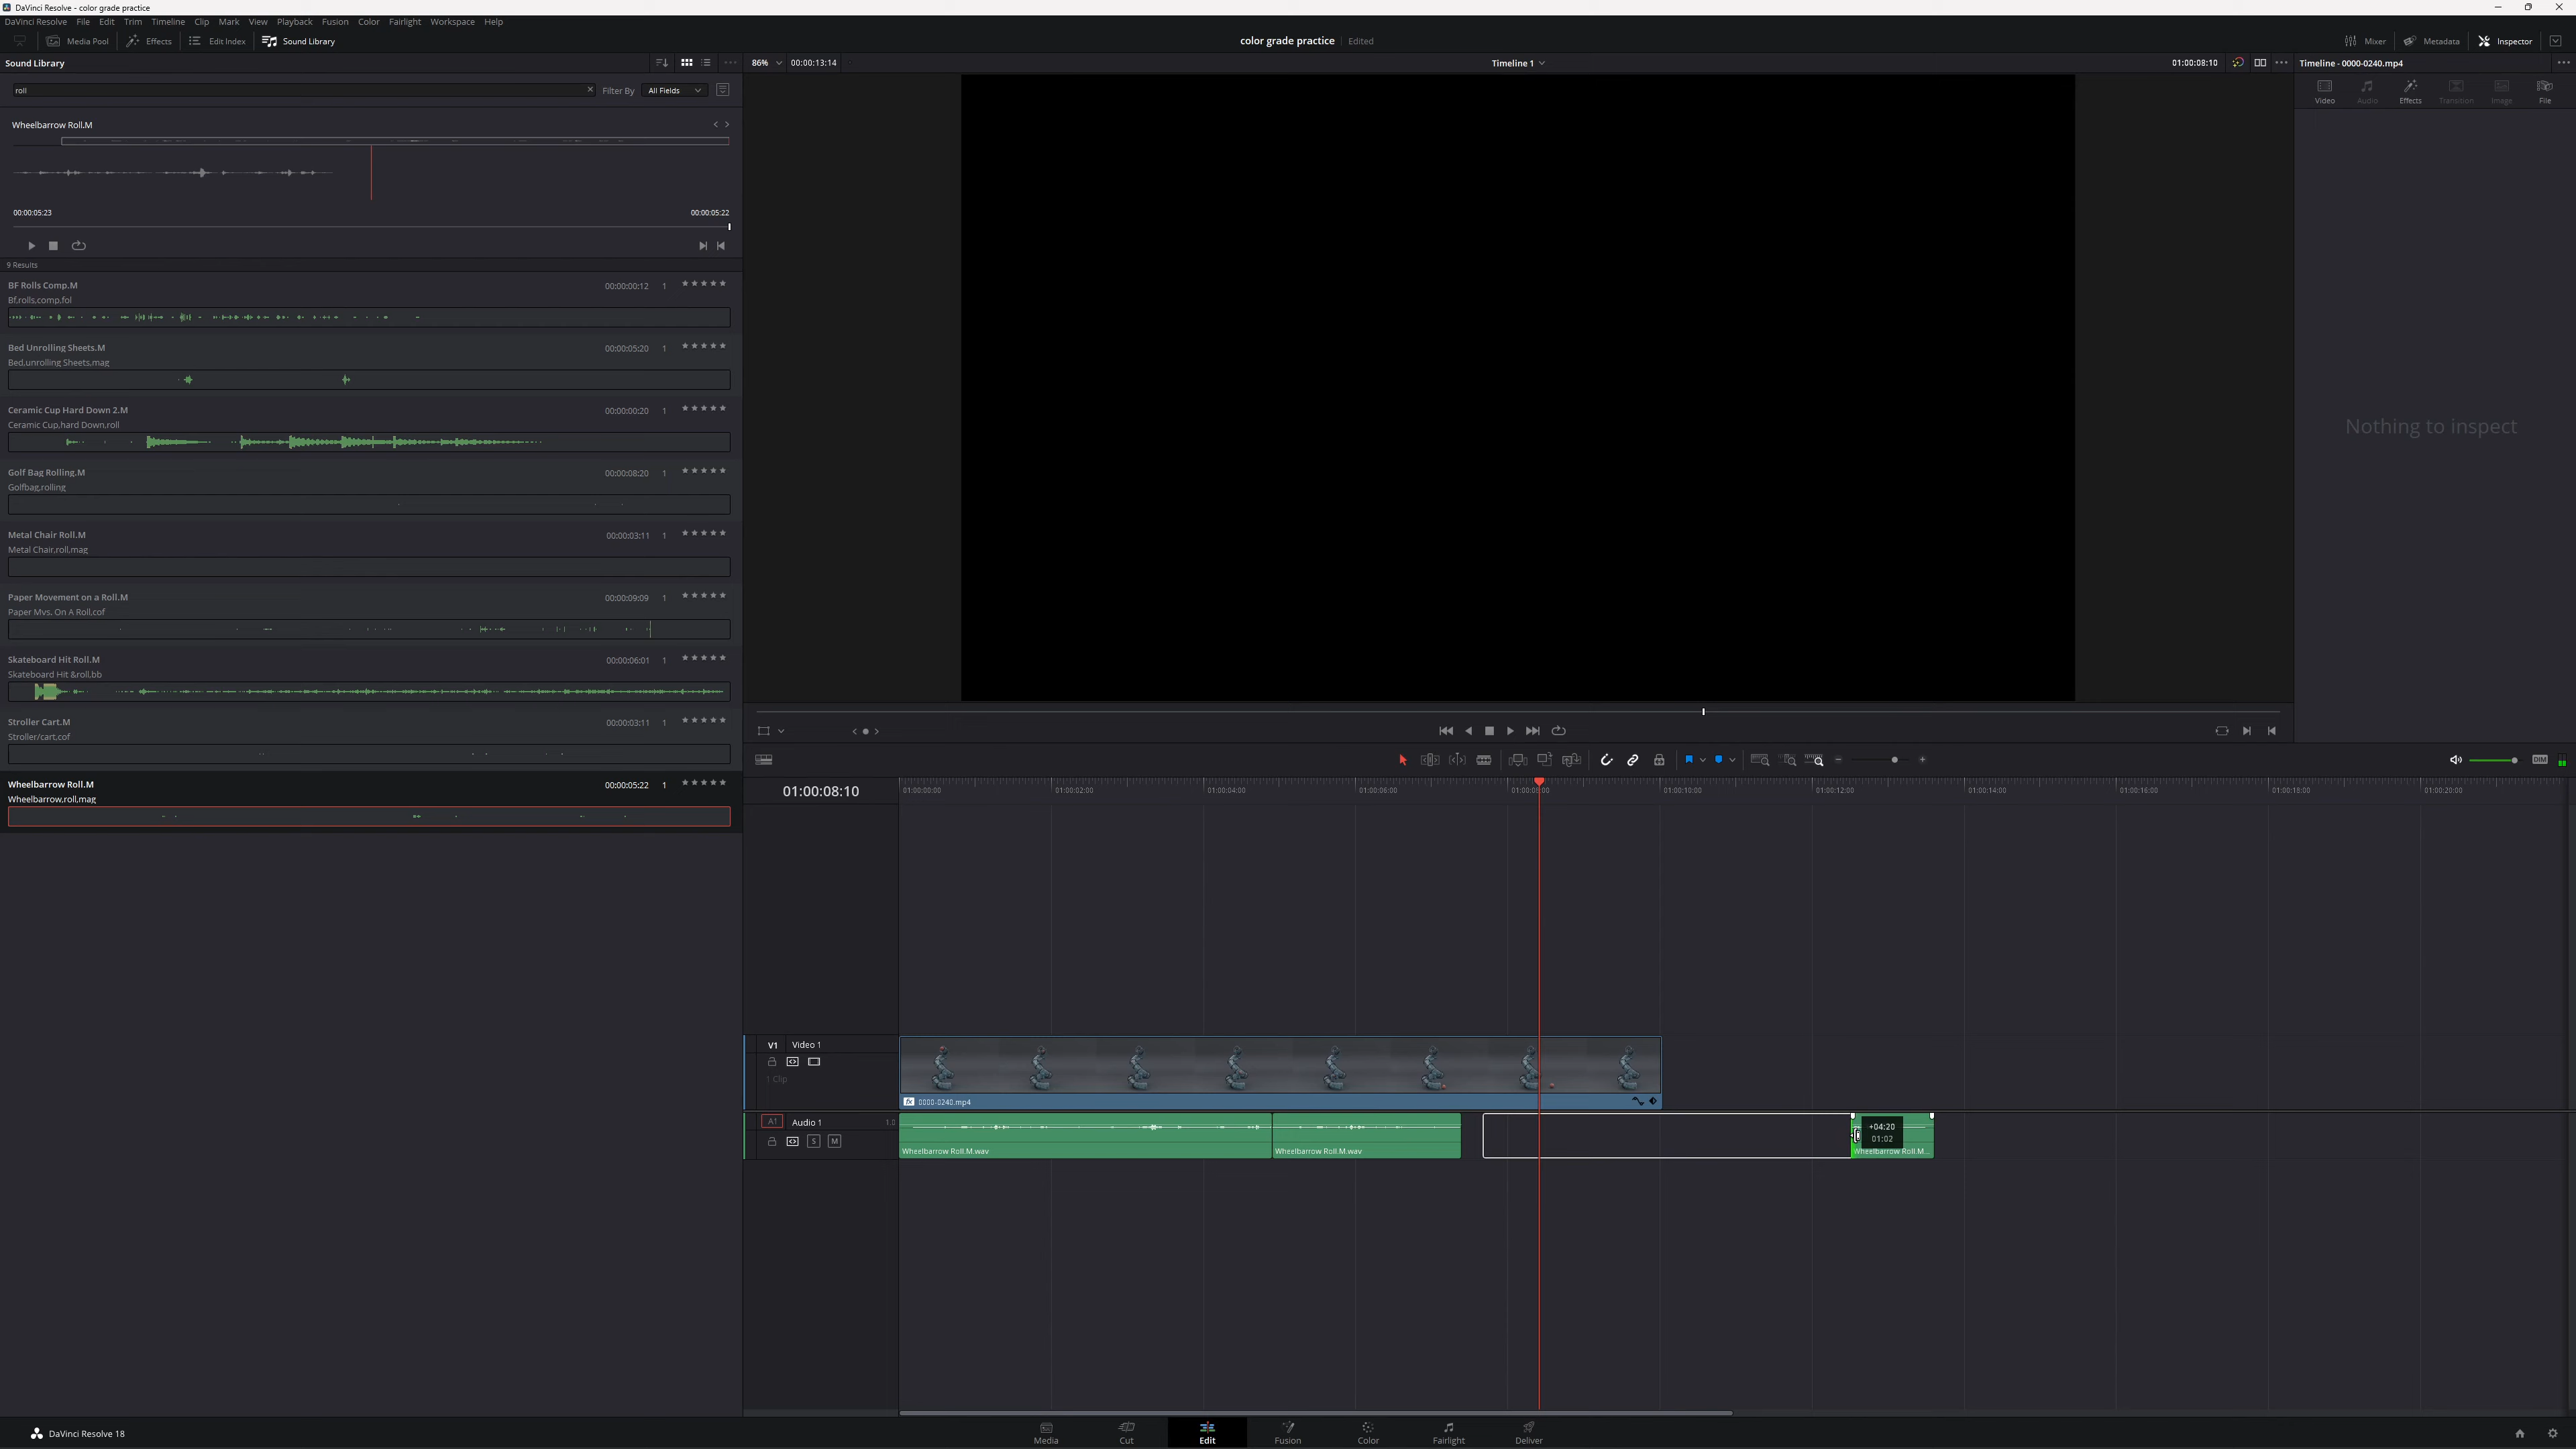 DaVinci Resolve - color grade practice
DaVinci Resolve File Edit Trim Timeline Clip Mark View Playback Fusion Color Fairlight Workspace Help
Media Pool Effects Edit Index Sound Library color grade practice Edited Mixer Metadata Inspector
Sound Library 86% 00:00:13:14 Timeline 1 01:00:08:10 Timeline - 0000-0240.mp4
roll Filter By All Fields
Video Audio Effects Transition Image File
Wheelbarrow Roll.M
00:00:05:23 00:00:05:22
9 Results
BF Rolls Comp.M 00:00:00:12 1
Bf,rolls,comp,fol
Bed Unrolling Sheets.M 00:00:05:20 1
Bed,unrolling Sheets,mag
Ceramic Cup Hard Down 2.M 00:00:00:20 1
Ceramic Cup,hard Down,roll
Nothing to inspect
Golf Bag Rolling.M 00:00:08:20 1
Golfbag,rolling
Metal Chair Roll.M 00:00:03:11 1
Metal Chair,roll,mag
Paper Movement on a Roll.M 00:00:09:09 1
Paper Mvs. On A Roll,cof
Skateboard Hit Roll.M 00:00:06:01 1
Skateboard Hit &roll,bb
Stroller Cart.M 00:00:03:11 1
Stroller/cart,cof
DIM
Wheelbarrow Roll.M 00:00:05:22 1
Wheelbarrow,roll,mag
01:00:08:10 01:00:00:00 01:00:02:00 01:00:04:00 01:00:06:00 01:00:08:00 01:00:10:00 01:00:12:00 01:00:14:00 01:00:16:00 01:00:18:00 01:00:20:00
V1 Video 1
1 Clip
0000-0240.mp4
A1 Audio 1 1.0
+04:20
01:02
S M
Wheelbarrow Roll.M.wav Wheelbarrow Roll.M.wav Wheelbarrow Roll.M...
DaVinci Resolve 18 Media Cut Edit Fusion Color Fairlight Deliver